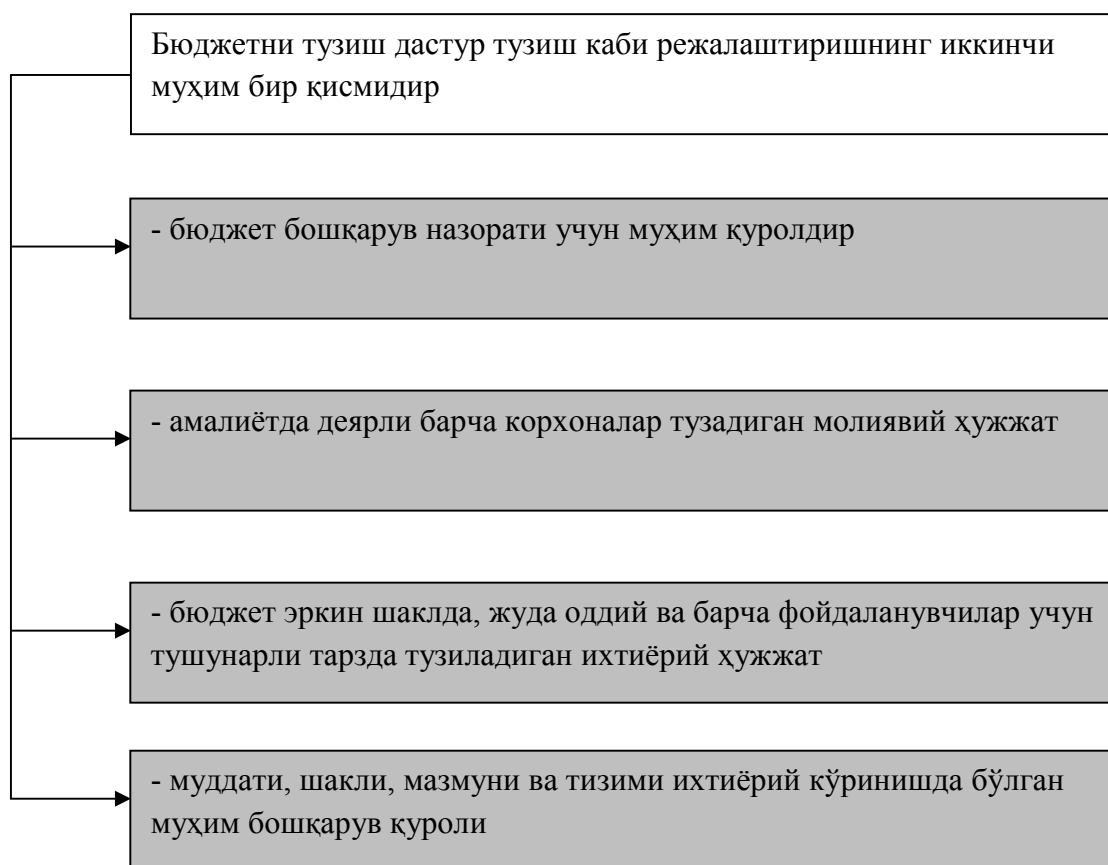 Бюджетни тузиш дастур тузиш каби режалаштиришнинг иккинчи
муҳим бир қисмидир
- бюджет бошқарув назорати учун муҳим қуролдир
- амалиётда деярли барча корхоналар тузадиган молиявий ҳужжат
- бюджет эркин шаклда, жуда оддий ва барча фойдаланувчилар учун
тушунарли тарзда тузиладиган ихтиёрий ҳужжат
- муддати, шакли, мазмуни ва тизими ихтиёрий кўринишда бўлган
муҳим бошқарув қуроли